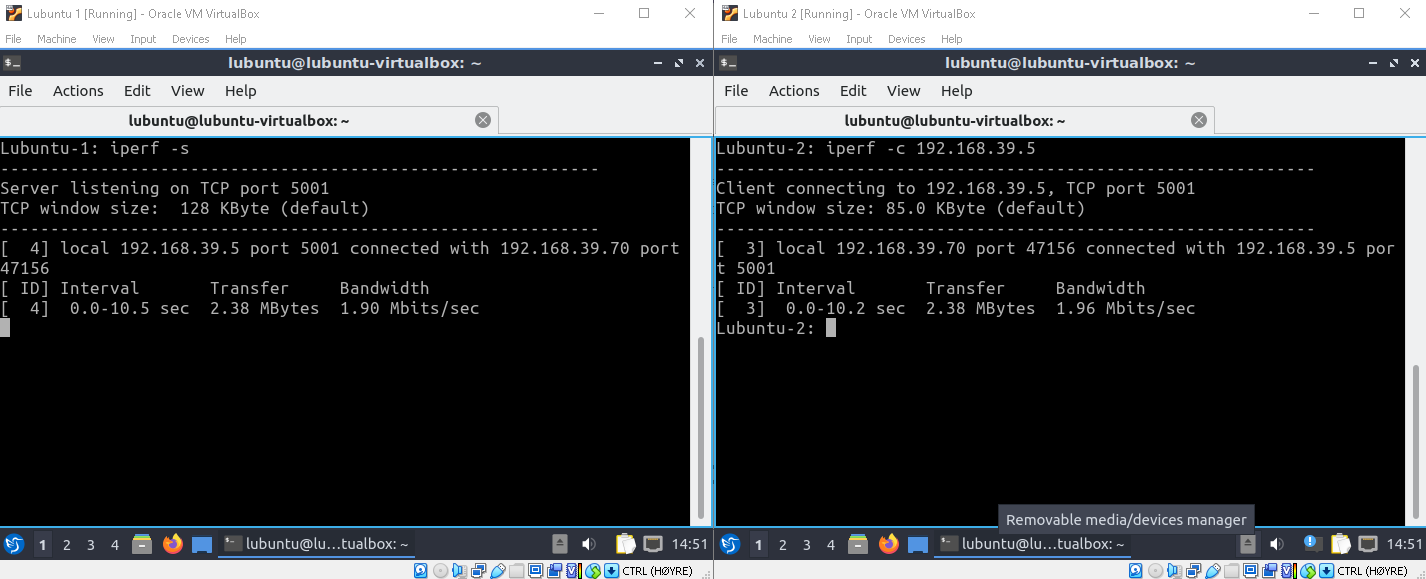 Lubuntu 1 [Running] - Oracle VM VirtualBox
File Machine View Input Devices Help
lubuntu@lubuntu-virtualbox: ~
File Actions Edit View Help
lubuntu@lubuntu-virtualbox: ~
Lubuntu-1: iperf -s
------------------------------------------------------------
Server listening on TCP port 5001
TCP window size:  128 KByte (default)
------------------------------------------------------------
[  4] local 192.168.39.5 port 5001 connected with 192.168.39.70 port
47156
[ ID] Interval       Transfer     Bandwidth
[  4]  0.0-10.5 sec  2.38 MBytes  1.90 Mbits/sec
1 2 3 4 lubuntu@lu...tualbox: ~ 14:51
CTRL (HØYRE)
Lubuntu 2 [Running] - Oracle VM VirtualBox
File Machine View Input Devices Help
lubuntu@lubuntu-virtualbox: ~
File Actions Edit View Help
lubuntu@lubuntu-virtualbox: ~
Lubuntu-2: iperf -c 192.168.39.5
------------------------------------------------------------
Client connecting to 192.168.39.5, TCP port 5001
TCP window size: 85.0 KByte (default)
------------------------------------------------------------
[  3] local 192.168.39.70 port 47156 connected with 192.168.39.5 por
t 5001
[ ID] Interval       Transfer     Bandwidth
[  3]  0.0-10.2 sec  2.38 MBytes  1.96 Mbits/sec
Lubuntu-2:
Removable media/devices manager
1 2 3 4 lubuntu@lu...tualbox: ~ 14:51
CTRL (HØYRE)